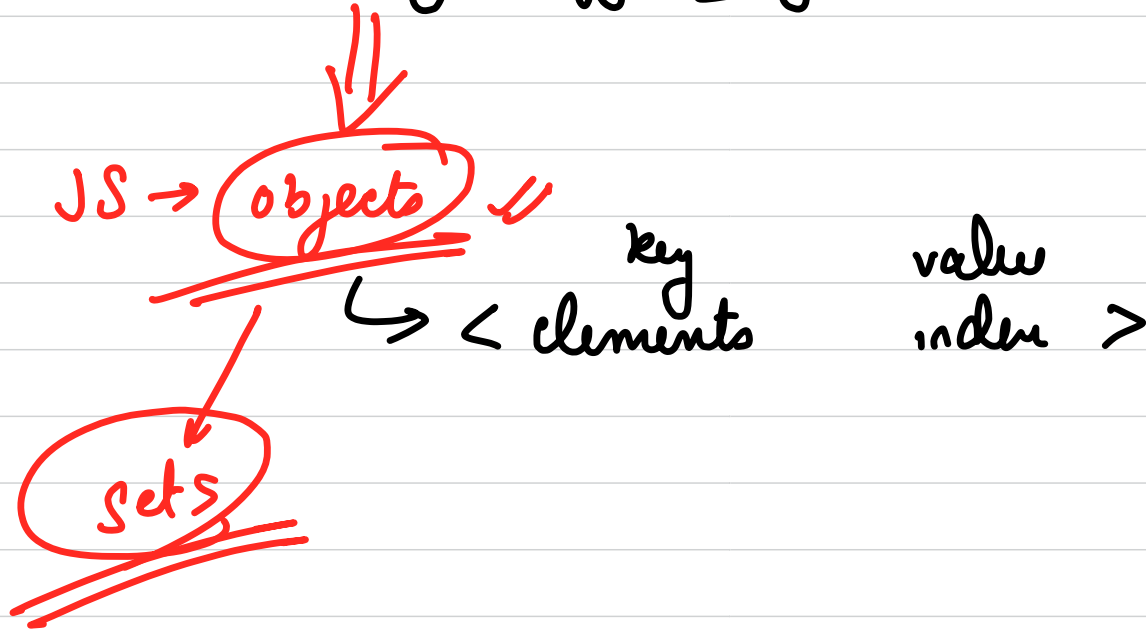 JS → objects
key value
< elements index >
sets